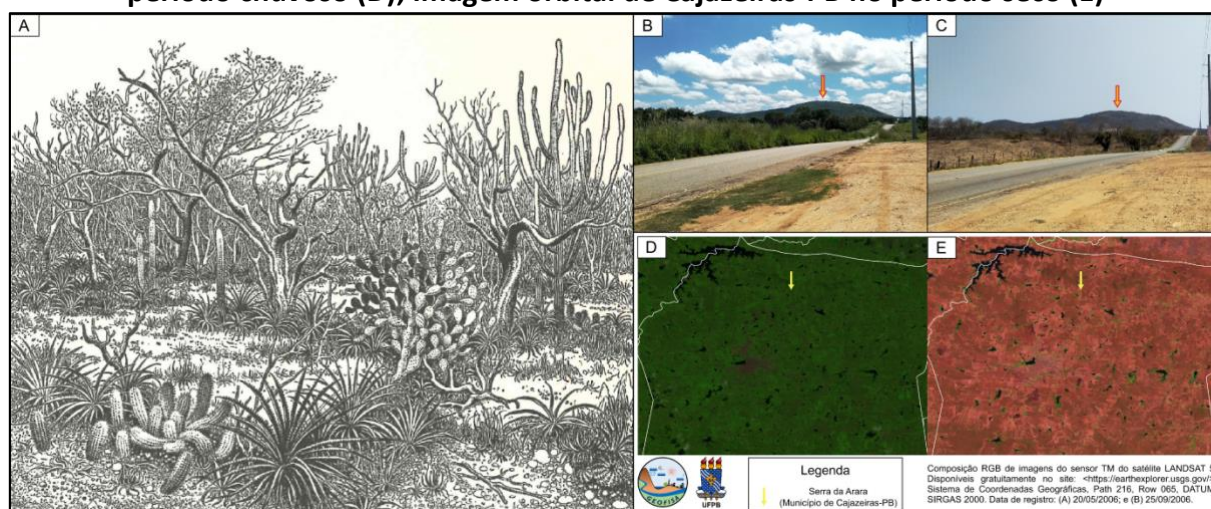 período chuvoso (D); Imagem orbital de Cajazeiras-PB no período seco (E)
A
B
C
D
E
GEOFISA
UFPB
Legenda
Serra da Arara
(Município de Cajazeiras-PB)
Composição RGB de imagens do sensor TM do satélite LANDSAT 5
Disponíveis gratuitamente no site: <https://earthexplorer.usgs.gov/>
Sistema de Coordenadas Geográficas, Path 216, Row 065, DATUM
SIRGAS 2000. Data de registro: (A) 20/05/2006; e (B) 25/09/2006.